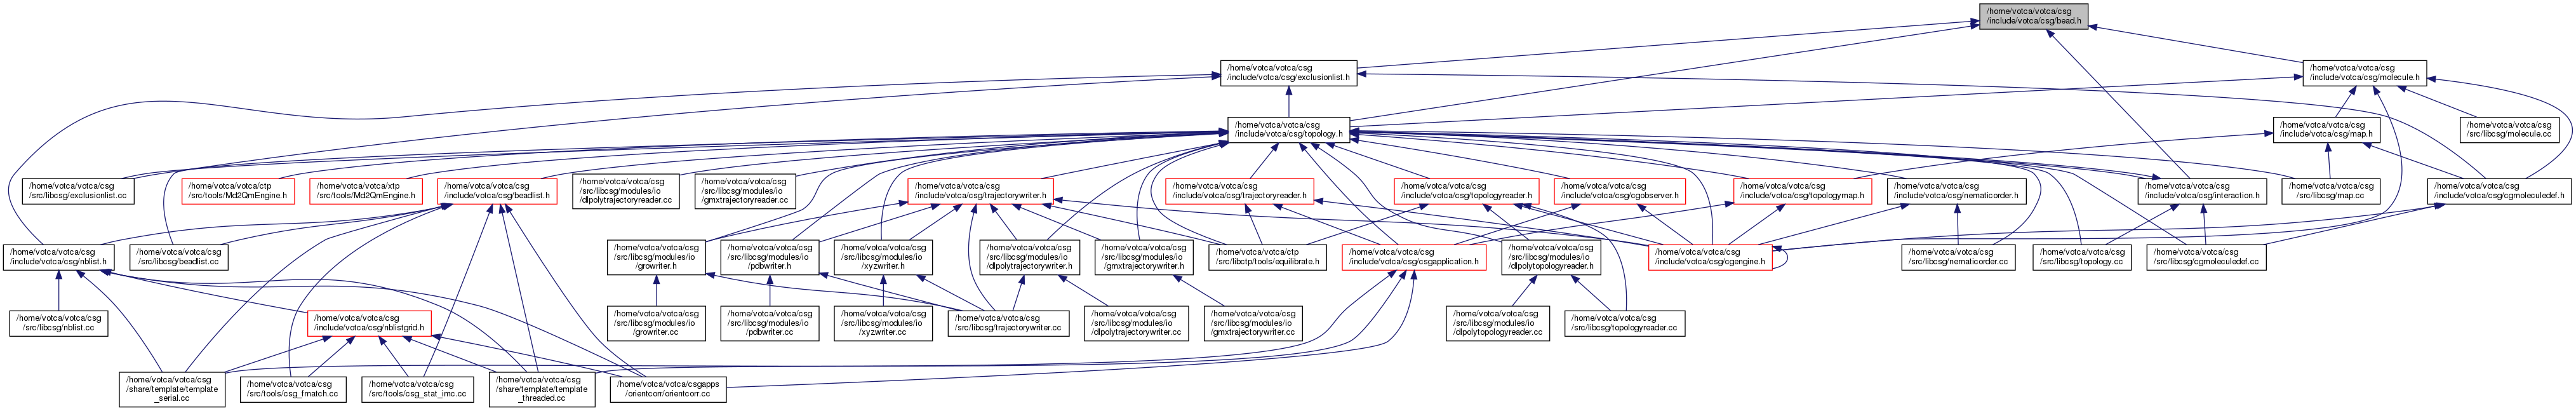 /home/votca/votca/csg
/include/votca/csg/bead.h
/home/votca/votca/csg
/include/votca/csg/exclusionlist.h
/home/votca/votca/csg
/include/votca/csg/molecule.h
/home/votca/votca/csg
/include/votca/csg/topology.h
/home/votca/votca/csg
/include/votca/csg/map.h
/home/votca/votca/csg
/src/libcsg/molecule.cc
/home/votca/votca/csg
/src/libcsg/exclusionlist.cc
/home/votca/votca/ctp
/src/tools/Md2QmEngine.h
/home/votca/votca/xtp
/src/tools/Md2QmEngine.h
/home/votca/votca/csg
/include/votca/csg/beadlist.h
/home/votca/votca/csg
/src/libcsg/modules/io
/dlpolytrajectoryreader.cc
/home/votca/votca/csg
/src/libcsg/modules/io
/gmxtrajectoryreader.cc
/home/votca/votca/csg
/include/votca/csg/trajectorywriter.h
/home/votca/votca/csg
/include/votca/csg/trajectoryreader.h
/home/votca/votca/csg
/include/votca/csg/topologyreader.h
/home/votca/votca/csg
/include/votca/csg/cgobserver.h
/home/votca/votca/csg
/include/votca/csg/topologymap.h
/home/votca/votca/csg
/include/votca/csg/nematicorder.h
/home/votca/votca/csg
/include/votca/csg/interaction.h
/home/votca/votca/csg
/src/libcsg/map.cc
/home/votca/votca/csg
/include/votca/csg/cgmoleculedef.h
/home/votca/votca/csg
/include/votca/csg/nblist.h
/home/votca/votca/csg
/src/libcsg/beadlist.cc
/home/votca/votca/csg
/src/libcsg/modules/io
/growriter.h
/home/votca/votca/csg
/src/libcsg/modules/io
/pdbwriter.h
/home/votca/votca/csg
/src/libcsg/modules/io
/xyzwriter.h
/home/votca/votca/csg
/src/libcsg/modules/io
/dlpolytrajectorywriter.h
/home/votca/votca/csg
/src/libcsg/modules/io
/gmxtrajectorywriter.h
/home/votca/votca/ctp
/src/libctp/tools/equilibrate.h
/home/votca/votca/csg
/include/votca/csg/csgapplication.h
/home/votca/votca/csg
/src/libcsg/modules/io
/dlpolytopologyreader.h
/home/votca/votca/csg
/include/votca/csg/cgengine.h
/home/votca/votca/csg
/src/libcsg/nematicorder.cc
/home/votca/votca/csg
/src/libcsg/topology.cc
/home/votca/votca/csg
/src/libcsg/cgmoleculedef.cc
/home/votca/votca/csg
/src/libcsg/nblist.cc
/home/votca/votca/csg
/include/votca/csg/nblistgrid.h
/home/votca/votca/csg
/src/libcsg/modules/io
/growriter.cc
/home/votca/votca/csg
/src/libcsg/modules/io
/pdbwriter.cc
/home/votca/votca/csg
/src/libcsg/modules/io
/xyzwriter.cc
/home/votca/votca/csg
/src/libcsg/trajectorywriter.cc
/home/votca/votca/csg
/src/libcsg/modules/io
/dlpolytrajectorywriter.cc
/home/votca/votca/csg
/src/libcsg/modules/io
/gmxtrajectorywriter.cc
/home/votca/votca/csg
/src/libcsg/modules/io
/dlpolytopologyreader.cc
/home/votca/votca/csg
/src/libcsg/topologyreader.cc
/home/votca/votca/csg
/share/template/template
_serial.cc
/home/votca/votca/csg
/src/tools/csg_fmatch.cc
/home/votca/votca/csg
/src/tools/csg_stat_imc.cc
/home/votca/votca/csg
/share/template/template
_threaded.cc
/home/votca/votca/csgapps
/orientcorr/orientcorr.cc